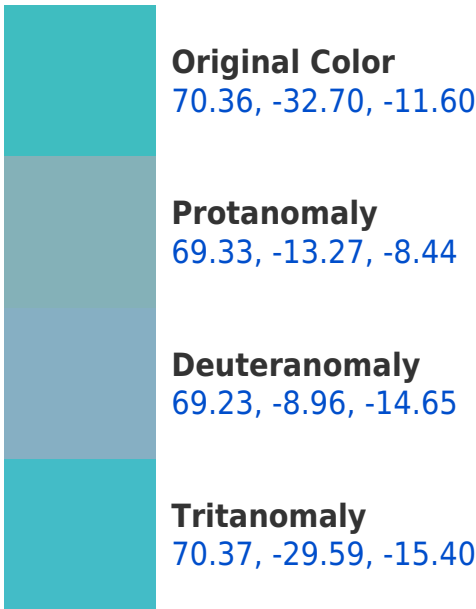 Original Color
70.36, -32.70, -11.60
Protanomaly
69.33, -13.27, -8.44
Deuteranomaly
69.23, -8.96, -14.65
Tritanomaly
70.37, -29.59, -15.40